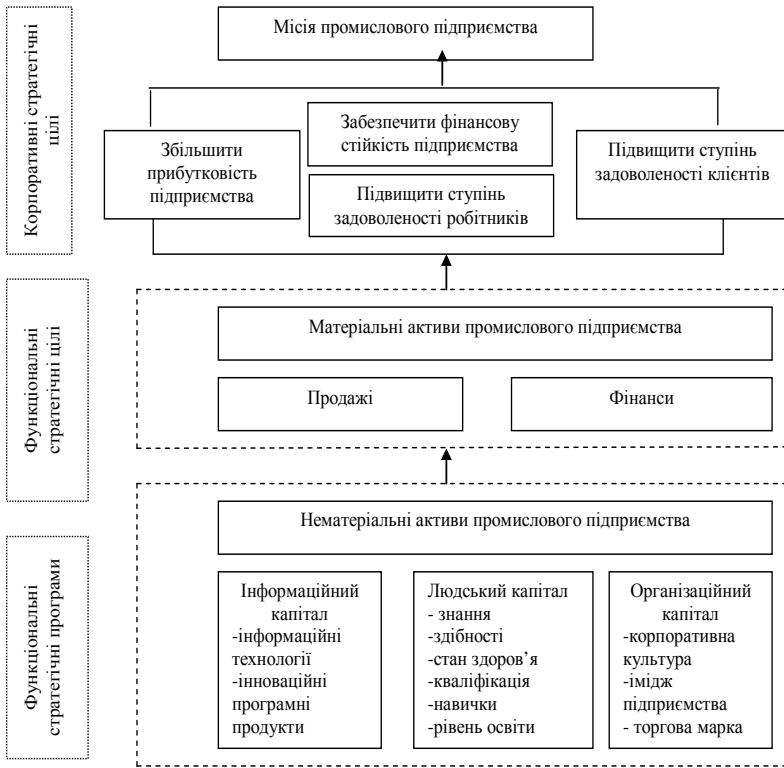 Корпоративні стратегічні
цілі
Місія промислового підприємства
Збільшити
прибутковість
підприємства
Забезпечити фінансову
стійкість підприємства
Підвищити ступінь
задоволеності робітників
Підвищити ступінь
задоволеності клієнтів
Функціональні
стратегічні цілі
Матеріальні активи промислового підприємства
Продажі
Фінанси
Функціональні
стратегічні програми
Нематеріальні активи промислового підприємства
Інформаційний
капітал
-інформаційні
технології
-інноваційні
програмні
продукти
Людський капітал
- знання
-здібності
-стан здоров’я
-кваліфікація
-навички
-рівень освіти
Організаційний
капітал
-корпоративна
культура
-імідж
підприємства
- торгова марка